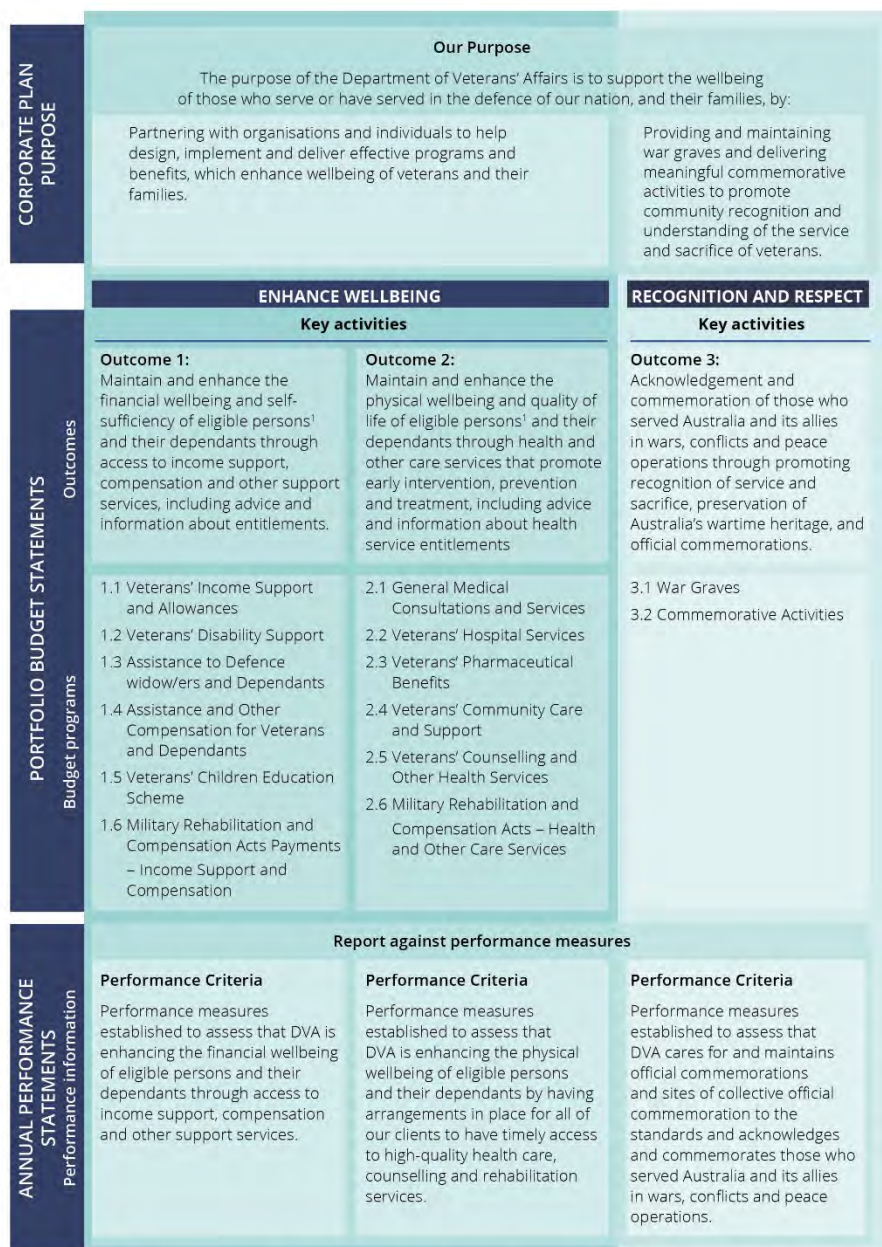 CORPORATE PLAN
PURPOSE
Our Purpose
The purpose of the Department of Veterans’ Affairs is to support the wellbeing
of those who serve or have served in the defence of our nation, and their families, by:
Partnering with organisations and individuals to help
design, implement and deliver effective programs and
benefits, which enhance wellbeing of veterans and their
families.
Providing and maintaining
war graves and delivering
meaningful commemorative
activities to promote
community recognition and
understanding of the service
and sacrifice of veterans.
PORTFOLIO BUDGET STATEMENTS
Outcomes
ENHANCE WELLBEING
Key activities
Outcome 1:
Maintain and enhance the
financial wellbeing and self-
sufficiency of eligible persons¹
and their dependants through
access to income support,
compensation and other support
services, including advice and
information about entitlements.
Outcome 2:
Maintain and enhance the
physical wellbeing and quality of
life of eligible persons¹ and their
dependants through health and
other care services that promote
early intervention, prevention
and treatment, including advice
and information about health
service entitlements
RECOGNITION AND RESPECT
Key activities
Outcome 3:
Acknowledgement and
commemoration of those who
served Australia and its allies
in wars, conflicts and peace
operations through promoting
recognition of service and
sacrifice, preservation of
Australia’s wartime heritage, and
official commemorations.
Budget programs
1.1 Veterans’ Income Support
and Allowances
1.2 Veterans’ Disability Support
1.3 Assistance to Defence
widow/ers and Dependants
1.4 Assistance and Other
Compensation for Veterans
and Dependants
1.5 Veterans’ Children Education
Scheme
1.6 Military Rehabilitation and
Compensation Acts Payments
– Income Support and
Compensation
2.1 General Medical
Consultations and Services
2.2 Veterans’ Hospital Services
2.3 Veterans’ Pharmaceutical
Benefits
2.4 Veterans’ Community Care
and Support
2.5 Veterans’ Counselling and
Other Health Services
2.6 Military Rehabilitation and
Compensation Acts – Health
and Other Care Services
3.1 War Graves
3.2 Commemorative Activities
ANNUAL PERFORMANCE
STATEMENTS
Performance information
Report against performance measures
Performance Criteria
Performance measures
established to assess that DVA is
enhancing the financial wellbeing
of eligible persons and their
dependants through access to
income support, compensation
and other support services.
Performance Criteria
Performance measures
established to assess that
DVA is enhancing the physical
wellbeing of eligible persons
and their dependants by having
arrangements in place for all of
our clients to have timely access
to high-quality health care,
counselling and rehabilitation
services.
Performance Criteria
Performance measures
established to assess that
DVA cares for and maintains
official commemorations
and sites of collective official
commemoration to the
standards and acknowledges
and commemorates those who
served Australia and its allies
in wars, conflicts and peace
operations.